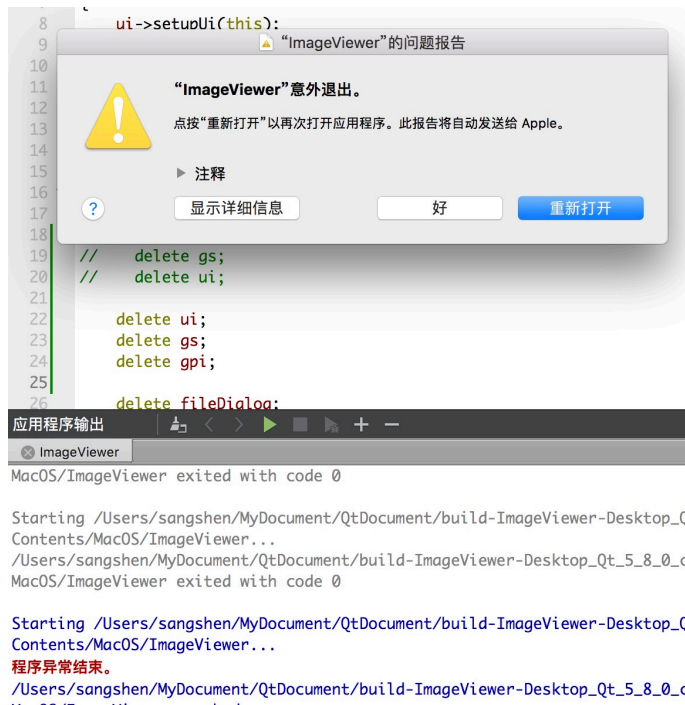 8 ui->setupUi(this);
9
“ImageViewer”的问题报告
10
11
“ImageViewer”意外退出。
12
13
点按“重新打开”以再次打开应用程序。此报告将自动发送给 Apple。
14
15
注释
16
17
?
显示详细信息
好
重新打开
18
19 // delete gs;
20 // delete ui;
21
22 delete ui;
23 delete gs;
24 delete gpi;
25
26 delete fileDialog;
应用程序输出
ImageViewer
MacOS/ImageViewer exited with code 0
Starting /Users/sangshen/MyDocument/QtDocument/build-ImageViewer-Desktop_Q
Contents/MacOS/ImageViewer...
/Users/sangshen/MyDocument/QtDocument/build-ImageViewer-Desktop_Qt_5_8_0_c
MacOS/ImageViewer exited with code 0
Starting /Users/sangshen/MyDocument/QtDocument/build-ImageViewer-Desktop_Q
Contents/MacOS/ImageViewer...
程序异常结束。
/Users/sangshen/MyDocument/QtDocument/build-ImageViewer-Desktop_Qt_5_8_0_c